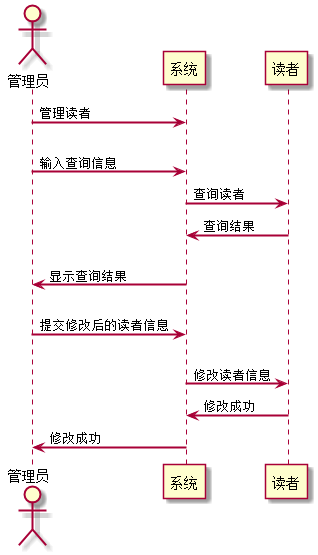 管理员
系统
读者
管理读者
输入查询信息
查询读者
查询结果
显示查询结果
提交修改后的读者信息
修改读者信息
修改成功
修改成功
管理员
系统
读者